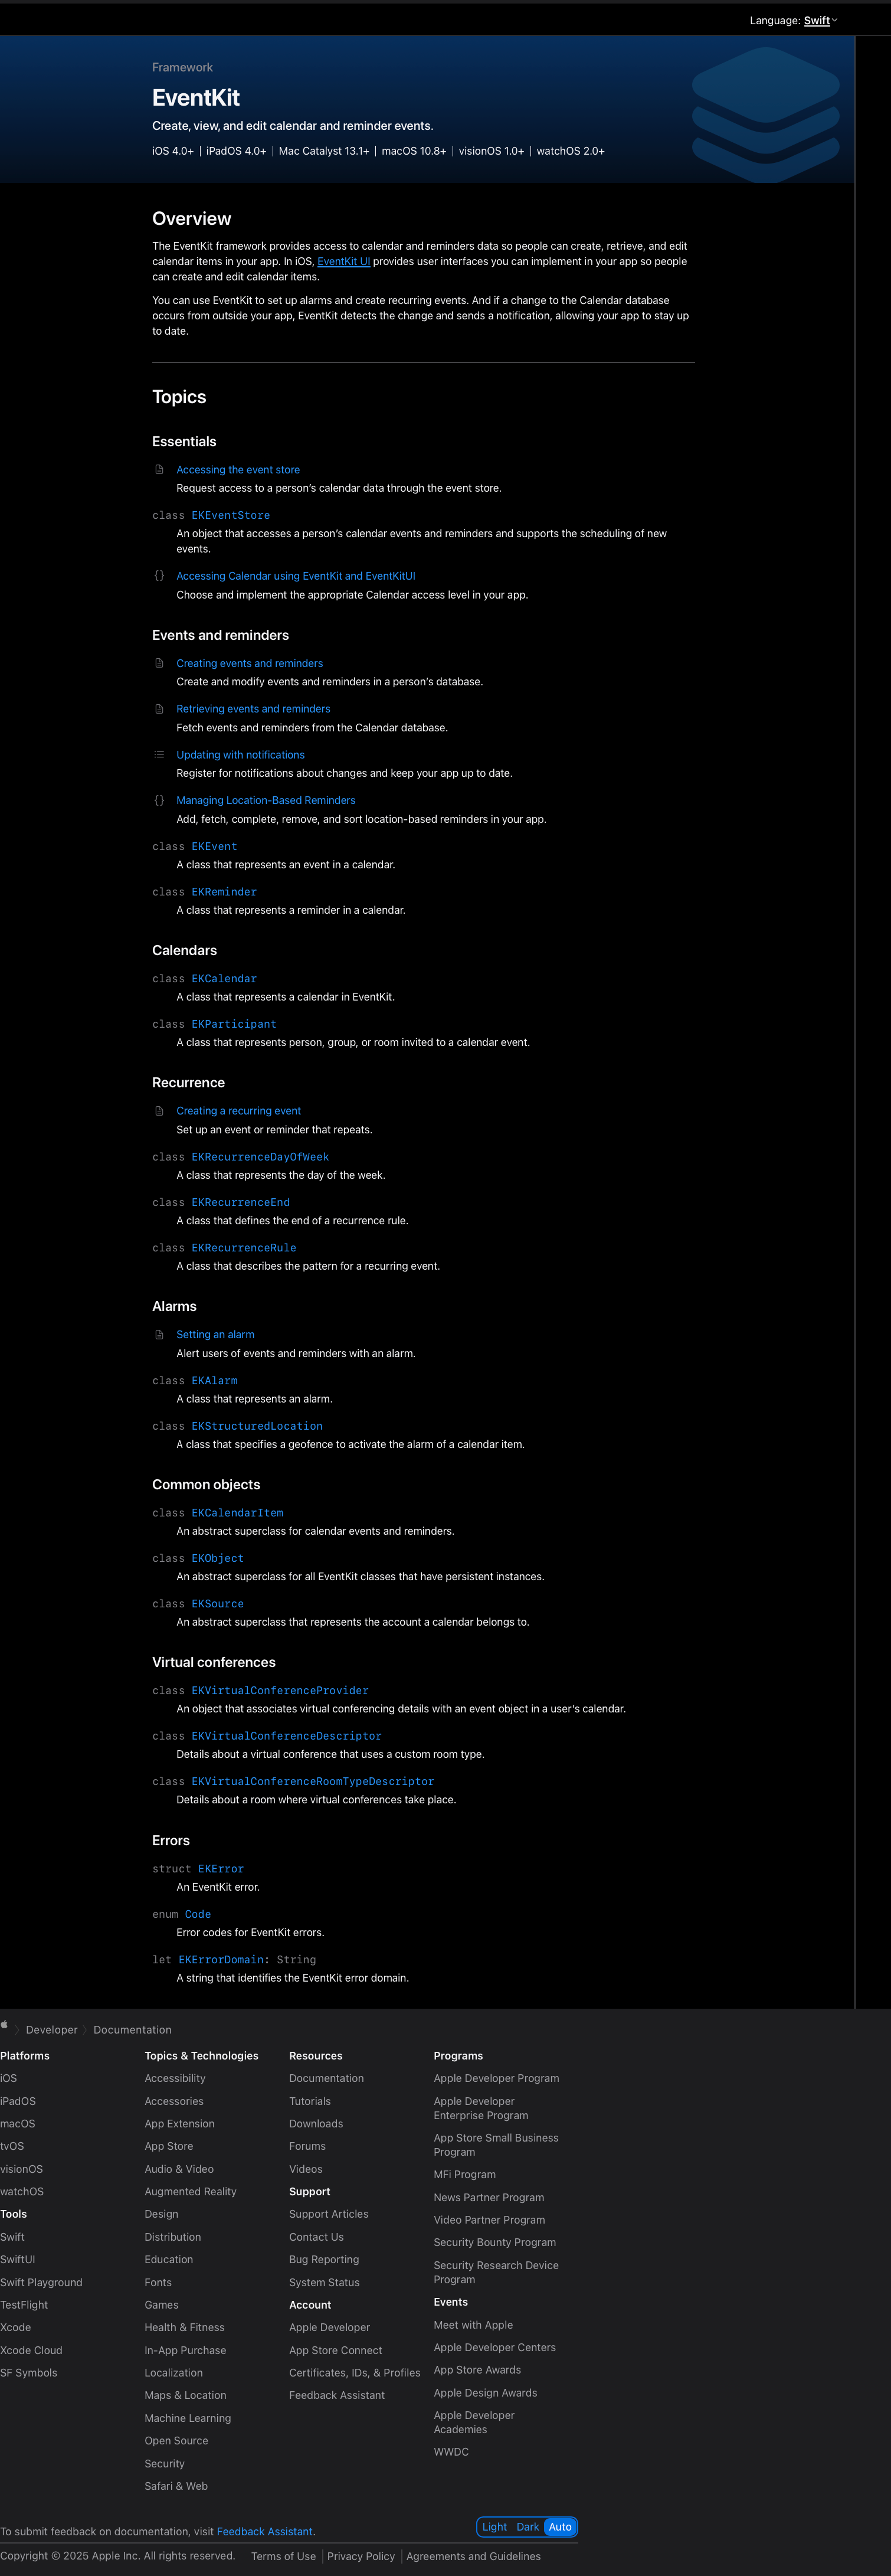 Language: Swift
Framework
EventKit
Create, view, and edit calendar and reminder events.
iOS 4.0+ | iPadOS 4.0+ | Mac Catalyst 13.1+ | macOS 10.8+ | visionOS 1.0+ | watchOS 2.0+
Overview
The EventKit framework provides access to calendar and reminders data so people can create, retrieve, and edit
calendar items in your app. In iOS, EventKit UI provides user interfaces you can implement in your app so people
can create and edit calendar items.
You can use EventKit to set up alarms and create recurring events. And if a change to the Calendar database
occurs from outside your app, EventKit detects the change and sends a notification, allowing your app to stay up
to date.
Topics
Essentials
Accessing the event store
Request access to a person's calendar data through the event store.
class EKEventStore
An object that accesses a person's calendar events and reminders and supports the scheduling of new
events.
{} Accessing Calendar using EventKit and EventKitUI
Choose and implement the appropriate Calendar access level in your app.
Events and reminders
Creating events and reminders
Create and modify events and reminders in a person's database.
Retrieving events and reminders
Fetch events and reminders from the Calendar database.
Updating with notifications
Register for notifications about changes and keep your app up to date.
{} Managing Location-Based Reminders
Add, fetch, complete, remove, and sort location-based reminders in your app.
class EKEvent
A class that represents an event in a calendar.
class EKReminder
A class that represents a reminder in a calendar.
Calendars
class EKCalendar
A class that represents a calendar in EventKit.
class EKParticipant
A class that represents person, group, or room invited to a calendar event.
Recurrence
Creating a recurring event
Set up an event or reminder that repeats.
class EKRecurrenceDayOfWeek
A class that represents the day of the week.
class EKRecurrenceEnd
A class that defines the end of a recurrence rule.
class EKRecurrenceRule
A class that describes the pattern for a recurring event.
Alarms
Setting an alarm
Alert users of events and reminders with an alarm.
class EKAlarm
A class that represents an alarm.
class EKStructuredLocation
A class that specifies a geofence to activate the alarm of a calendar item.
Common objects
class EKCalendarItem
An abstract superclass for calendar events and reminders.
class EKObject
An abstract superclass for all EventKit classes that have persistent instances.
class EKSource
An abstract superclass that represents the account a calendar belongs to.
Virtual conferences
class EKVirtualConferenceProvider
An object that associates virtual conferencing details with an event object in a user's calendar.
class EKVirtualConferenceDescriptor
Details about a virtual conference that uses a custom room type.
class EKVirtualConferenceRoomTypeDescriptor
Details about a room where virtual conferences take place.
Errors
struct EKError
An EventKit error.
enum Code
Error codes for EventKit errors.
let EKErrorDomain: String
A string that identifies the EventKit error domain.
Developer
Documentation
Platforms
iOS
iPadOS
macOS
tvOS
visionOS
watchOS
Tools
Swift
SwiftUI
Swift Playground
TestFlight
Xcode
Xcode Cloud
SF Symbols
Topics & Technologies
Accessibility
Accessories
App Extension
App Store
Audio & Video
Augmented Reality
Design
Distribution
Education
Fonts
Games
Health & Fitness
In-App Purchase
Localization
Maps & Location
Machine Learning
Open Source
Security
Safari & Web
Resources
Documentation
Tutorials
Downloads
Forums
Videos
Support
Support Articles
Contact Us
Bug Reporting
System Status
Account
Apple Developer
App Store Connect
Certificates, IDs, & Profiles
Feedback Assistant
Programs
Apple Developer Program
Apple Developer
Enterprise Program
App Store Small Business
Program
MFi Program
News Partner Program
Video Partner Program
Security Bounty Program
Security Research Device
Program
Events
Meet with Apple
Apple Developer Centers
App Store Awards
Apple Design Awards
Apple Developer
Academies
WWDC
To submit feedback on documentation, visit Feedback Assistant.
Light Dark Auto
Copyright © 2025 Apple Inc. All rights reserved.
Terms of Use | Privacy Policy | Agreements and Guidelines